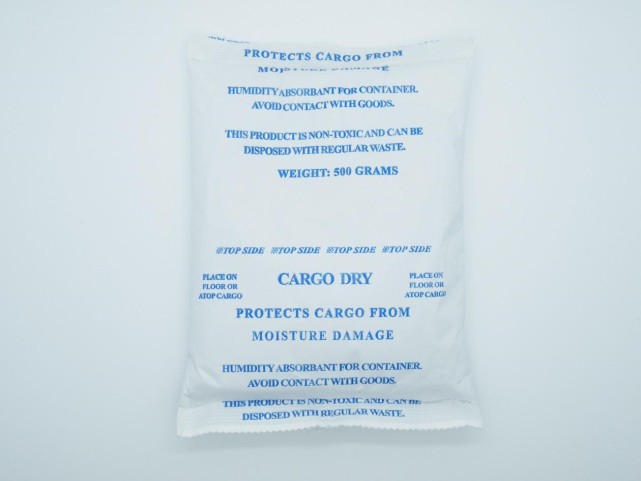 PROTECTS CARGO FROM
MOISTURE DAMAGE
HUMIDITY ABSORBANT FOR CONTAINER.
AVOID CONTACT WITH GOODS.
THIS PRODUCT IS NON-TOXIC AND CAN BE
DISPOSED WITH REGULAR WASTE.
WEIGHT: 500 GRAMS
※TOP SIDE ※TOP SIDE ※TOP SIDE ※TOP SIDE
PLACE ON
FLOOR OR
ATOP CARGO
CARGO DRY
PLACE ON
FLOOR OR
ATOP CARGO
PROTECTS CARGO FROM
MOISTURE DAMAGE
HUMIDITY ABSORBANT FOR CONTAINER.
AVOID CONTACT WITH GOODS.
THIS PRODUCT IS NON-TOXIC AND CAN BE
DISPOSED WITH REGULAR WASTE.